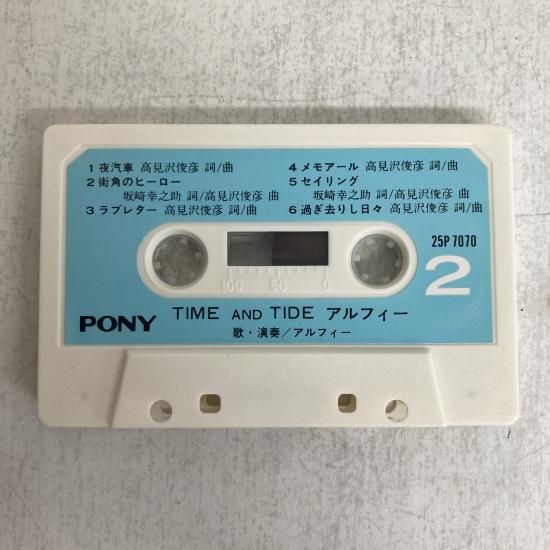 1 夜汽車 高見沢俊彦 詞/曲
2 街角のヒーロー
坂崎幸之助 詞/高見沢俊彦 曲
3 ラブレター 高見沢俊彦 詞/曲
4 メモアール 高見沢俊彦 詞/曲
5 セイリング
坂崎幸之助 詞/高見沢俊彦 曲
6 過ぎ去りし日々 高見沢俊彦 詞/曲
25P 7070
2
100 50 0
PONY
TIME AND TIDE アルフィー
歌・演奏/アルフィー